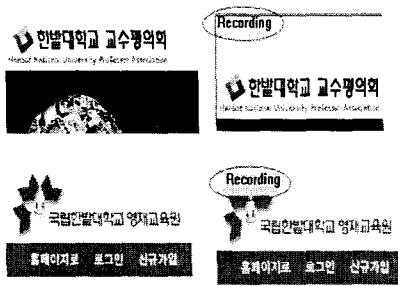 한밭대학교 교수평의회
Hanbat National University Professor Association
Recording
한밭대학교 교수평의회
Hanbat National University Professor Association
국립한밭대학교 영재교육원
홈페이지로 로그인 신규가입
Recording
국립한밭대학교 영재교육원
홈페이지로 로그인 신규가입